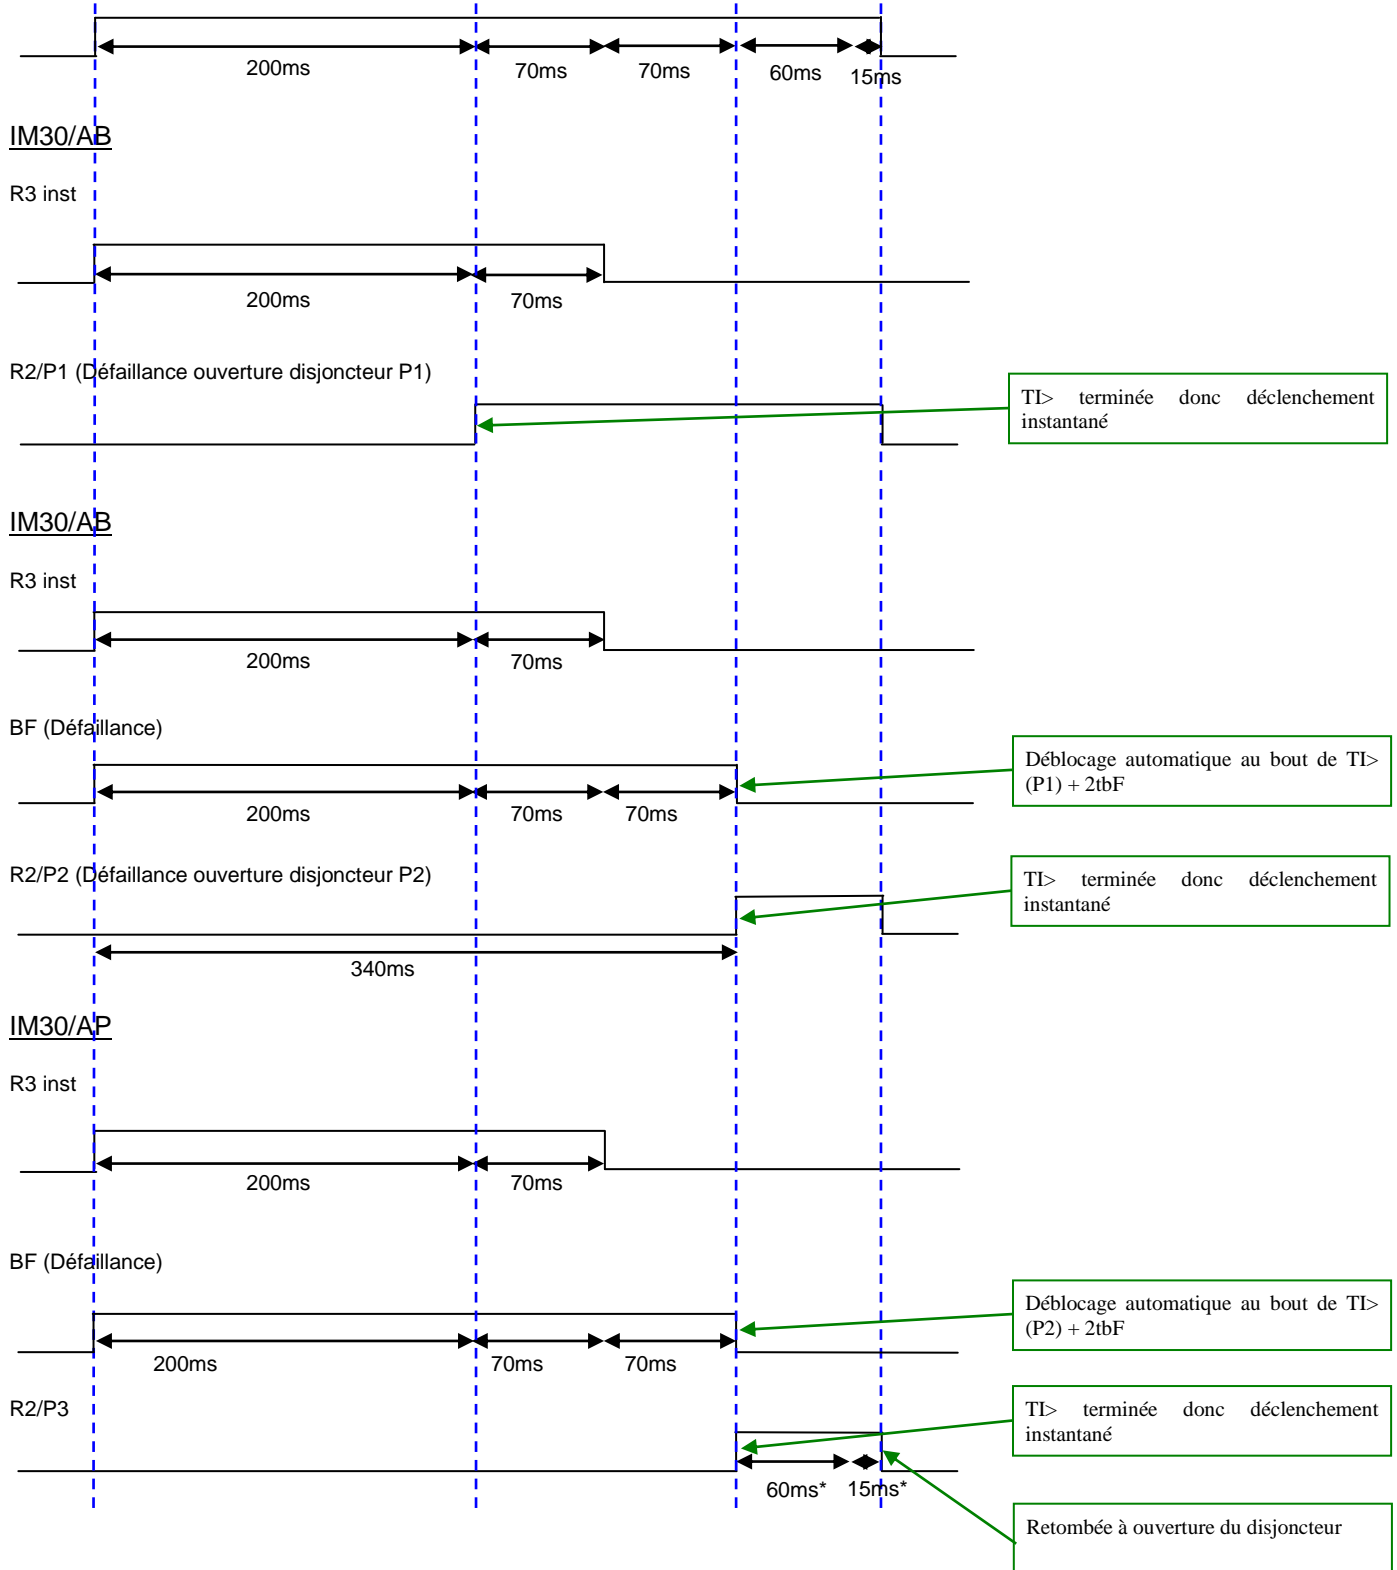 200ms
70ms
70ms
60ms
15ms
IM30/AB
R3 inst
200ms
70ms
R2/P1 (Défaillance ouverture disjoncteur P1)
TI> terminée donc déclenchement
instantané
IM30/AB
R3 inst
200ms
70ms
BF (Défaillance)
Déblocage automatique au bout de TI>
(P1) + 2tbF
200ms
70ms
70ms
R2/P2 (Défaillance ouverture disjoncteur P2)
TI> terminée donc déclenchement
instantané
340ms
IM30/AP
R3 inst
200ms
70ms
BF (Défaillance)
Déblocage automatique au bout de TI>
(P2) + 2tbF
200ms
70ms
70ms
R2/P3
TI> terminée donc déclenchement
instantané
60ms*
15ms*
Retombée à ouverture du disjoncteur